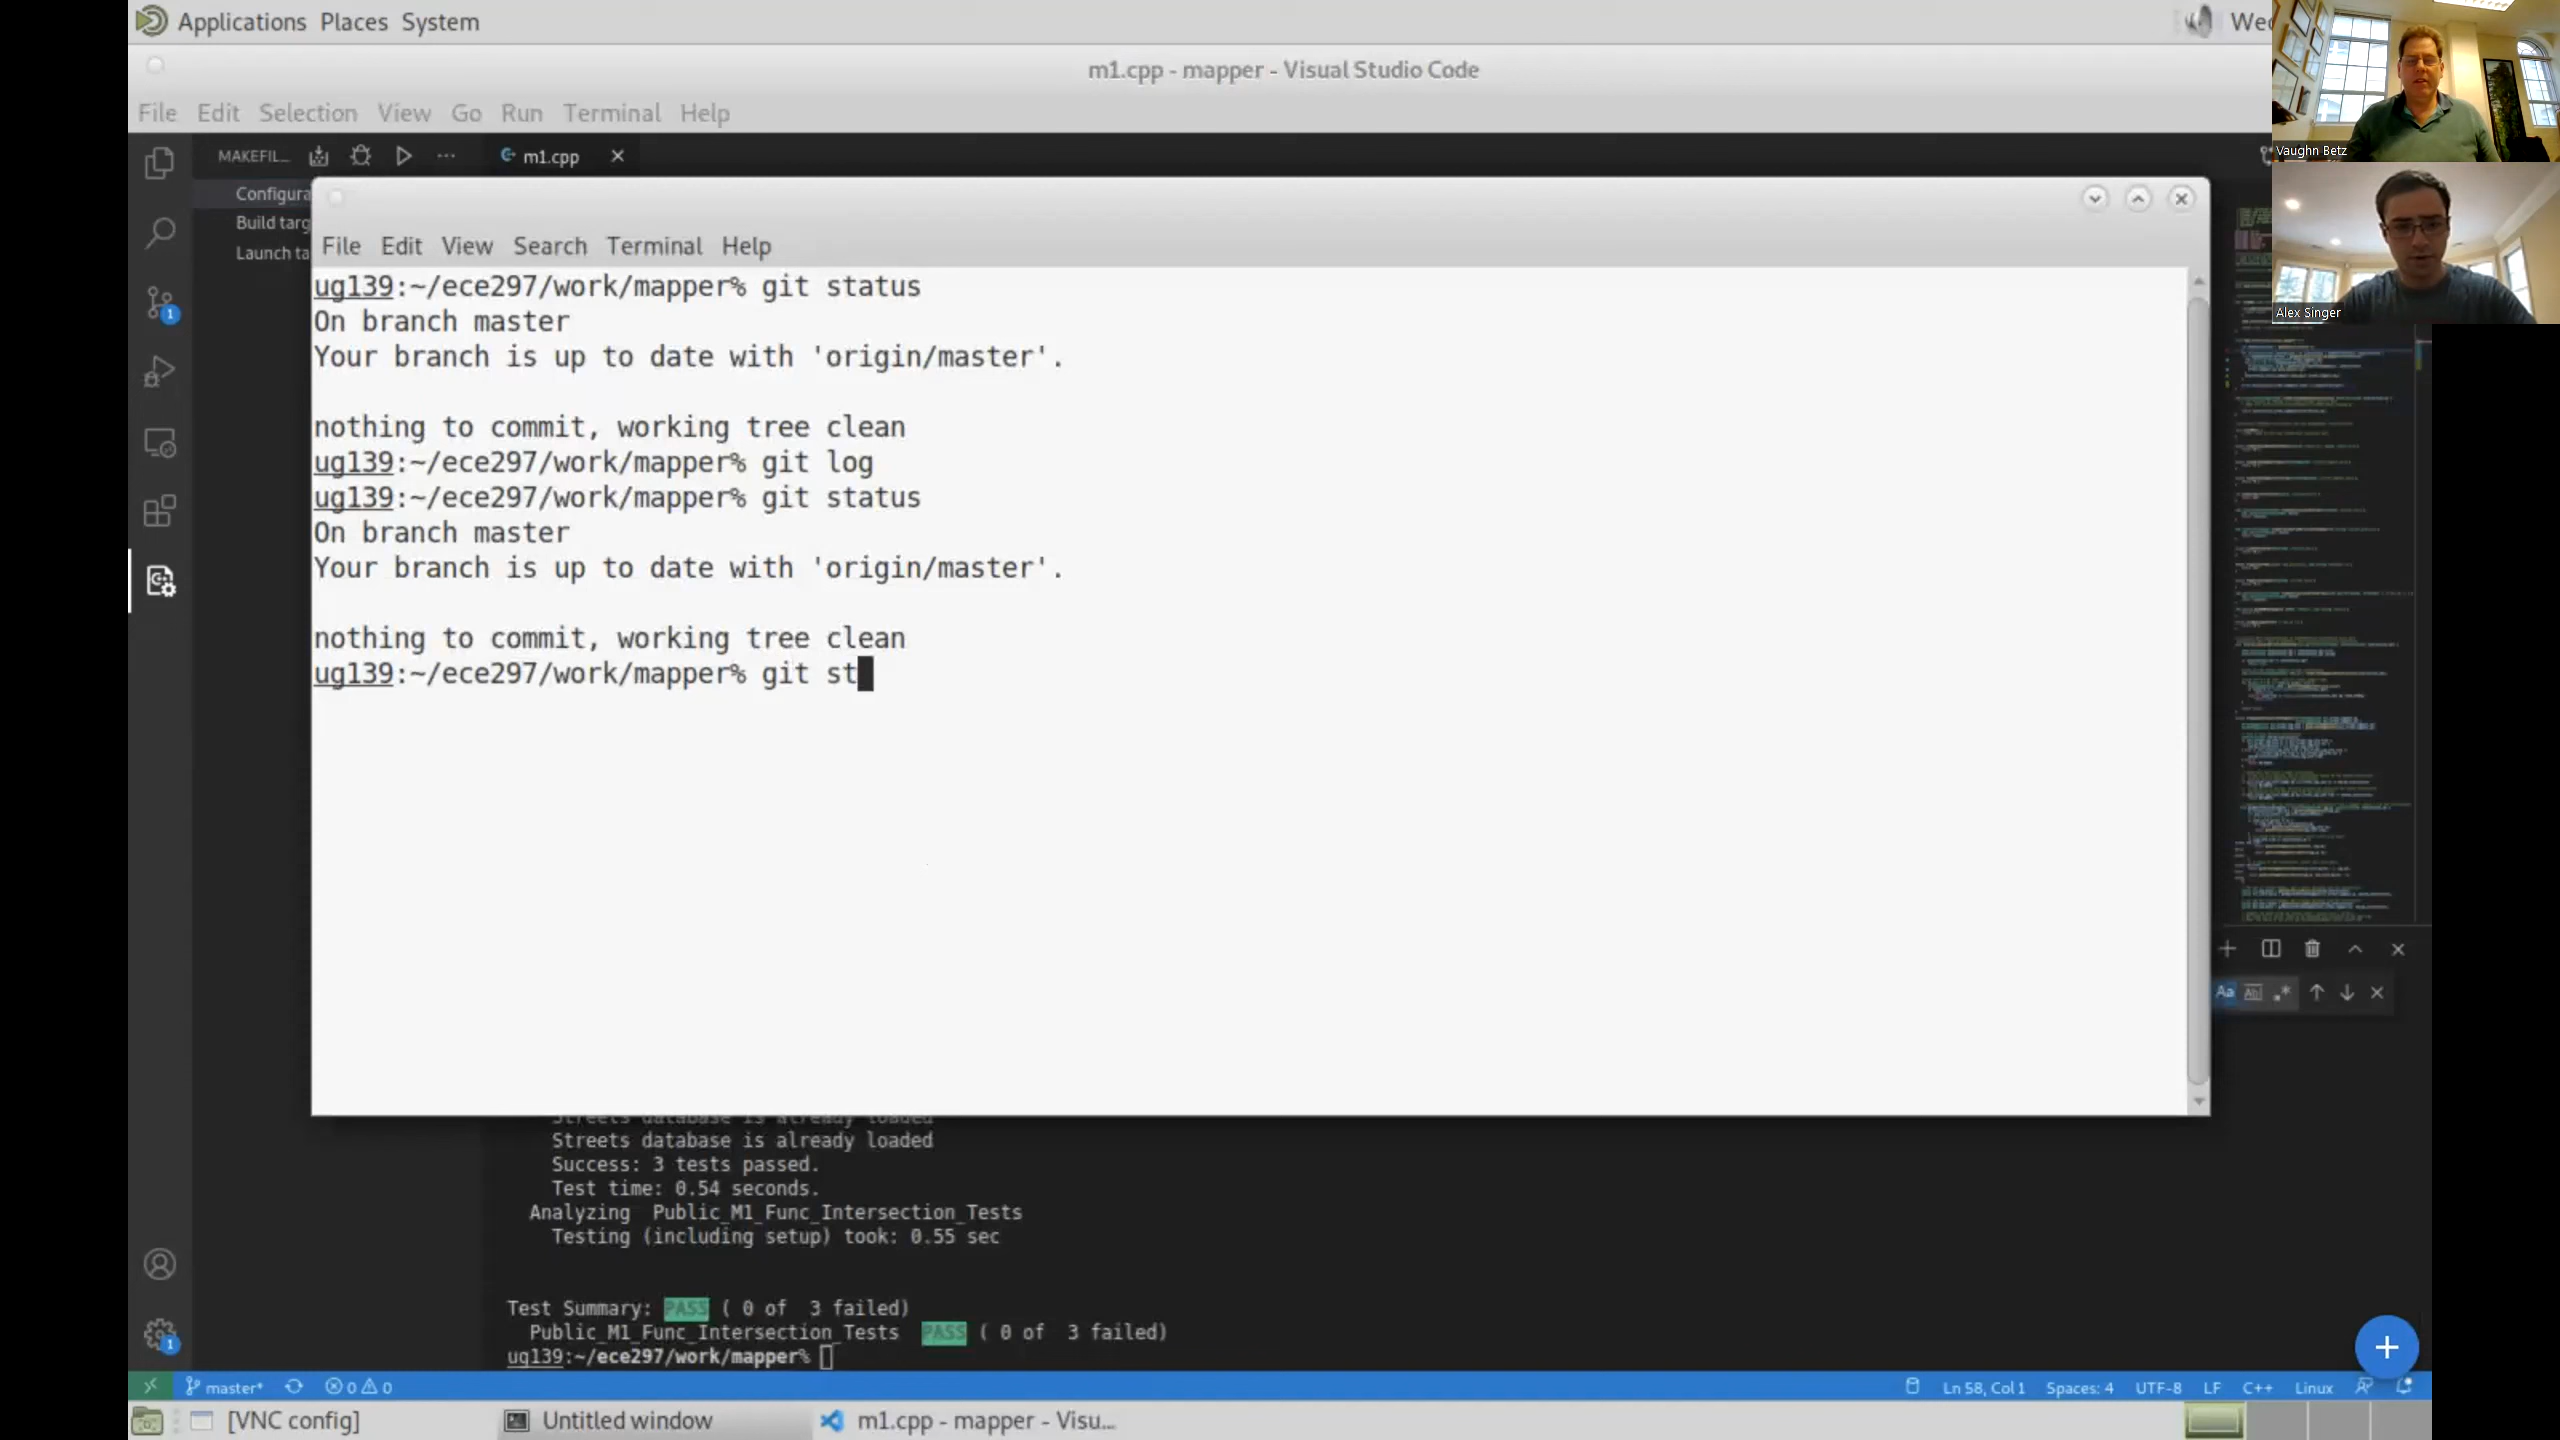 Applications Places System
Wed
m1.cpp - mapper - Visual Studio Code
File Edit Selection View Go Run Terminal Help
Vaughn Betz
MAKEFIL... m1.cpp
Configura
Build targ
Launch ta
Alex Singer
File Edit View Search Terminal Help
ug139:~/ece297/work/mapper% git status
On branch master
Your branch is up to date with 'origin/master'.
nothing to commit, working tree clean
ug139:~/ece297/work/mapper% git log
ug139:~/ece297/work/mapper% git status
On branch master
Your branch is up to date with 'origin/master'.
nothing to commit, working tree clean
ug139:~/ece297/work/mapper% git st
Aa Abl .*
Streets database is already loaded
Streets database is already loaded
Success: 3 tests passed.
Test time: 0.54 seconds.
Analyzing Public_M1_Func_Intersection_Tests
Testing (including setup) took: 0.55 sec
Test Summary: PASS ( 0 of 3 failed)
Public_M1_Func_Intersection_Tests PASS ( 0 of 3 failed)
ug139:~/ece297/work/mapper%
master* 0 0 Ln 58, Col 1 Spaces: 4 UTF-8 LF C++ Linux
[VNC config] Untitled window m1.cpp - mapper - Visu...